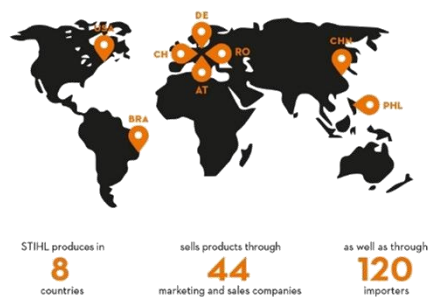 USA
DE
CH
RO
AT
CHN
BRA
PHL
STIHL produces in
8
countries
sells products through
44
marketing and sales companies
as well as through
120
importers